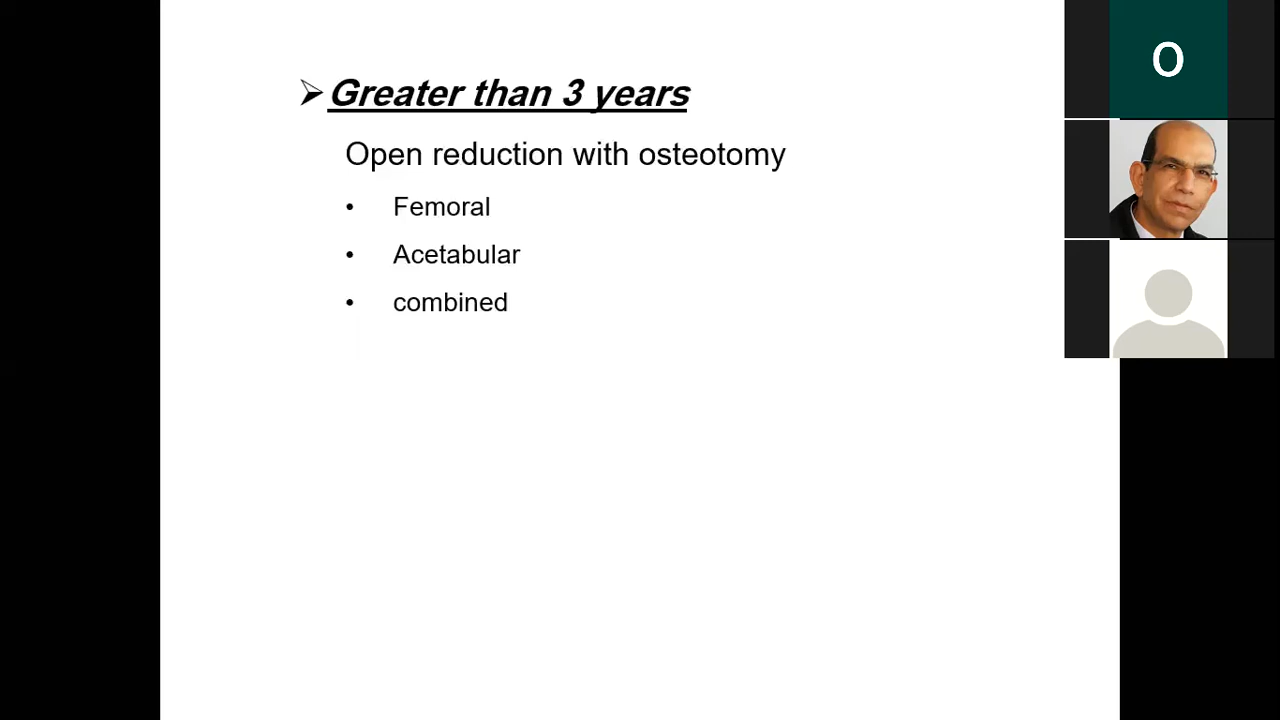 ➢ Greater than 3 years
Open reduction with osteotomy
• Femoral
• Acetabular
• combined
O